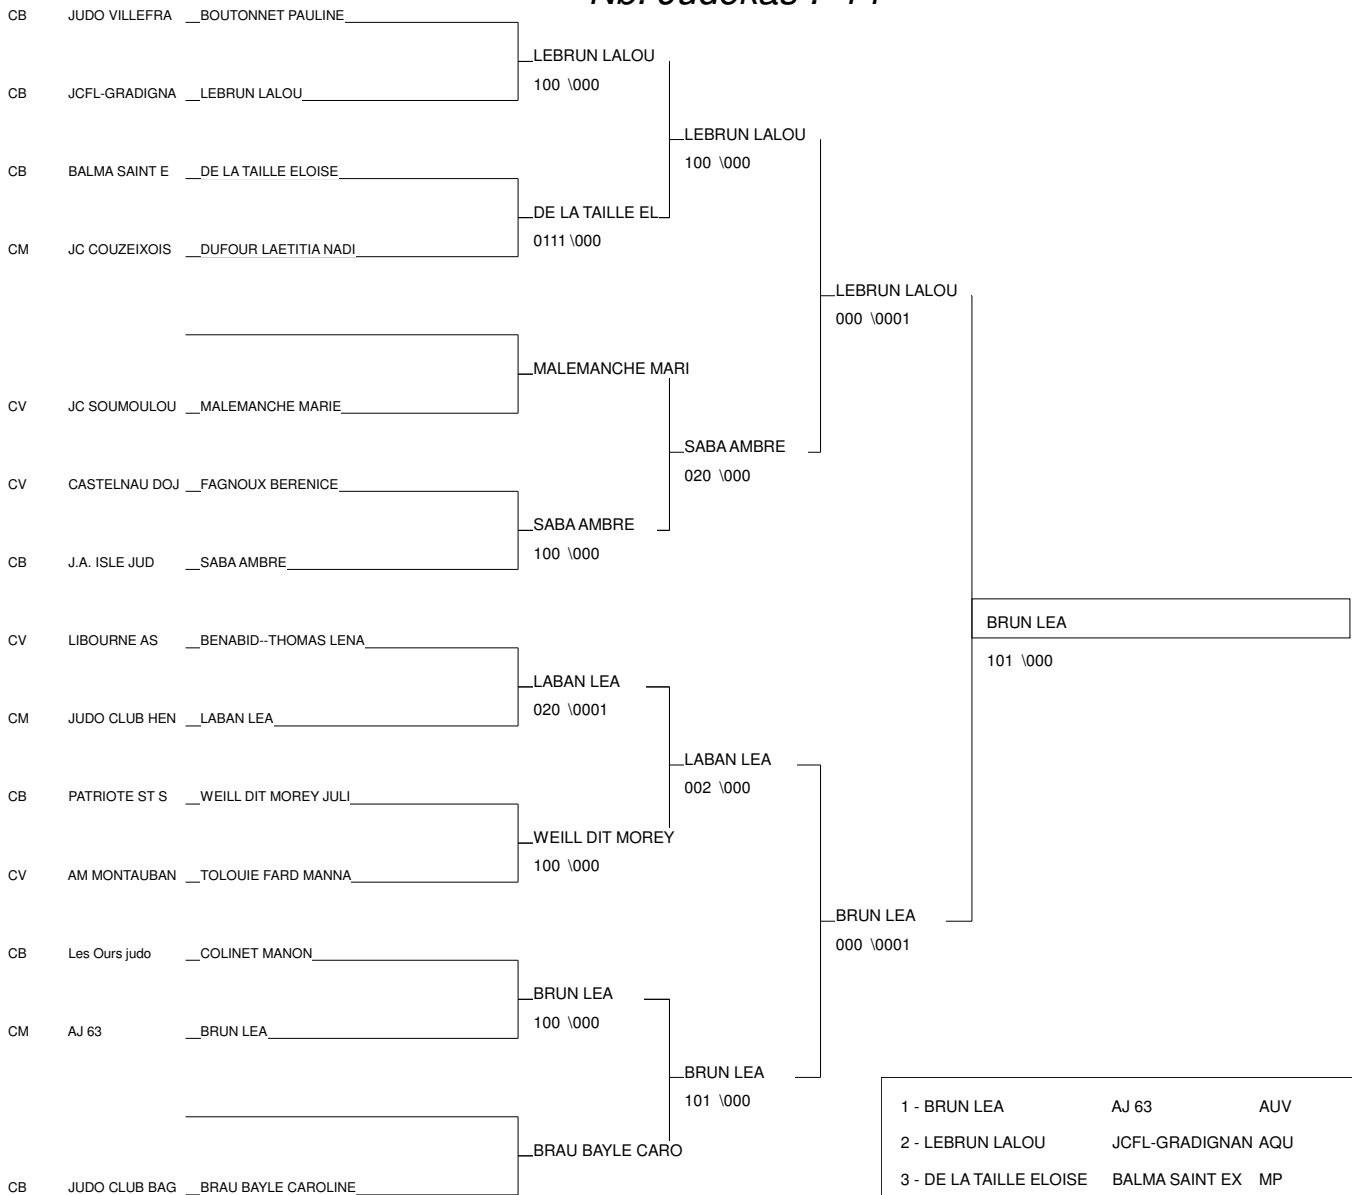 CB JUDO VILLEFRA BOUTONNET PAULINE
LEBRUN LALOU
100 \000
CB JCFL-GRADIGNA LEBRUN LALOU
LEBRUN LALOU
100 \000
CB BALMA SAINT E DE LA TAILLE ELOISE
DE LA TAILLE EL
0111 \000
CM JC COUZEIXOIS DUFOUR LAETITIA NADI
LEBRUN LALOU
000 \0001
MALEMANCHE MARI
CV JC SOUMOULOU MALEMANCHE MARIE
SABA AMBRE
020 \000
CV CASTELNAU DOJ FAGNOUX BERENICE
SABA AMBRE
100 \000
CB J.A. ISLE JUD SABA AMBRE
BRUN LEA
101 \000
CV LIBOURNE AS BENABID--THOMAS LENA
LABAN LEA
020 \0001
CM JUDO CLUB HEN LABAN LEA
LABAN LEA
002 \000
CB PATRIOTE ST S WEILL DIT MOREY JULI
WEILL DIT MOREY
100 \000
CV AM MONTAUBAN TOLOUIE FARD MANNA
BRUN LEA
000 \0001
CB Les Ours judo COLINET MANON
BRUN LEA
100 \000
CM AJ 63 BRUN LEA
BRUN LEA
101 \000
BRAU BAYLE CARO
CB JUDO CLUB BAG BRAU BAYLE CAROLINE
1 - BRUN LEA AJ 63 AUV
2 - LEBRUN LALOU JCFL-GRADIGNAN AQU
3 - DE LA TAILLE ELOISE BALMA SAINT EX MP